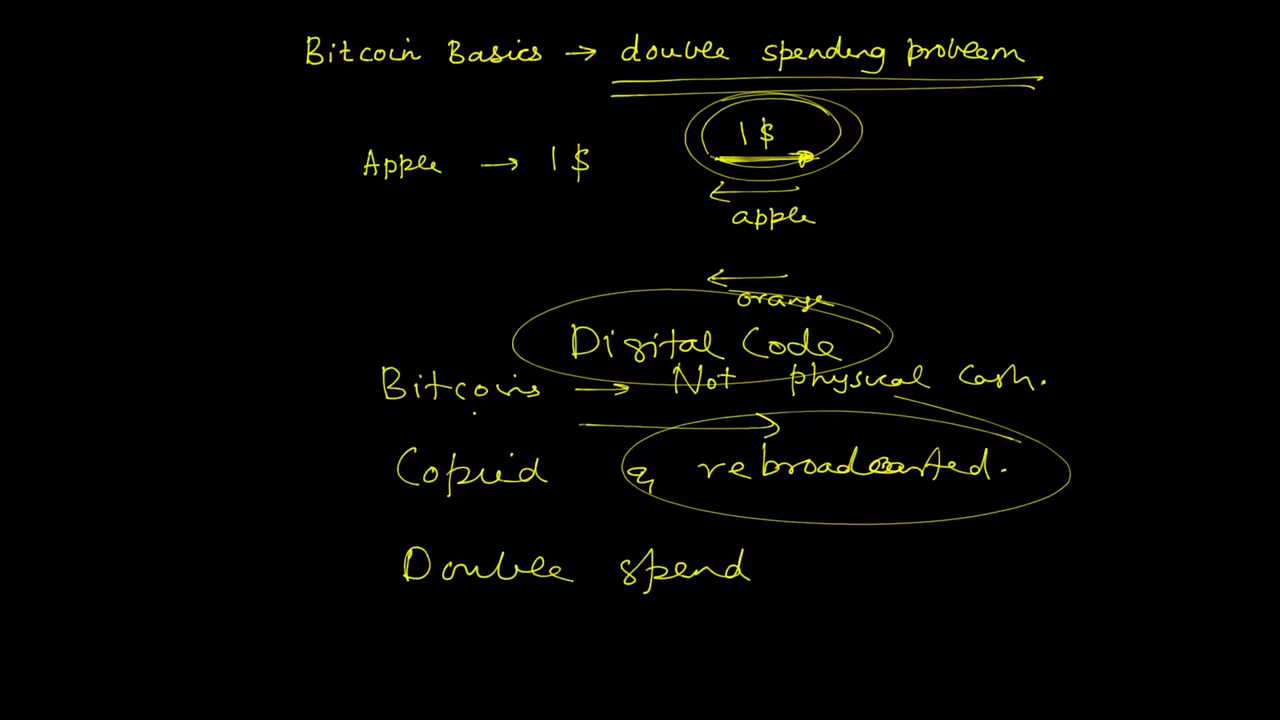 Bitcoin Basics → double spending problem
1 $
Apple → 1 $
apple
orange
Digital Code
Bitcoins → Not physical cash.
Copied & rebroadcasted.
Double spend